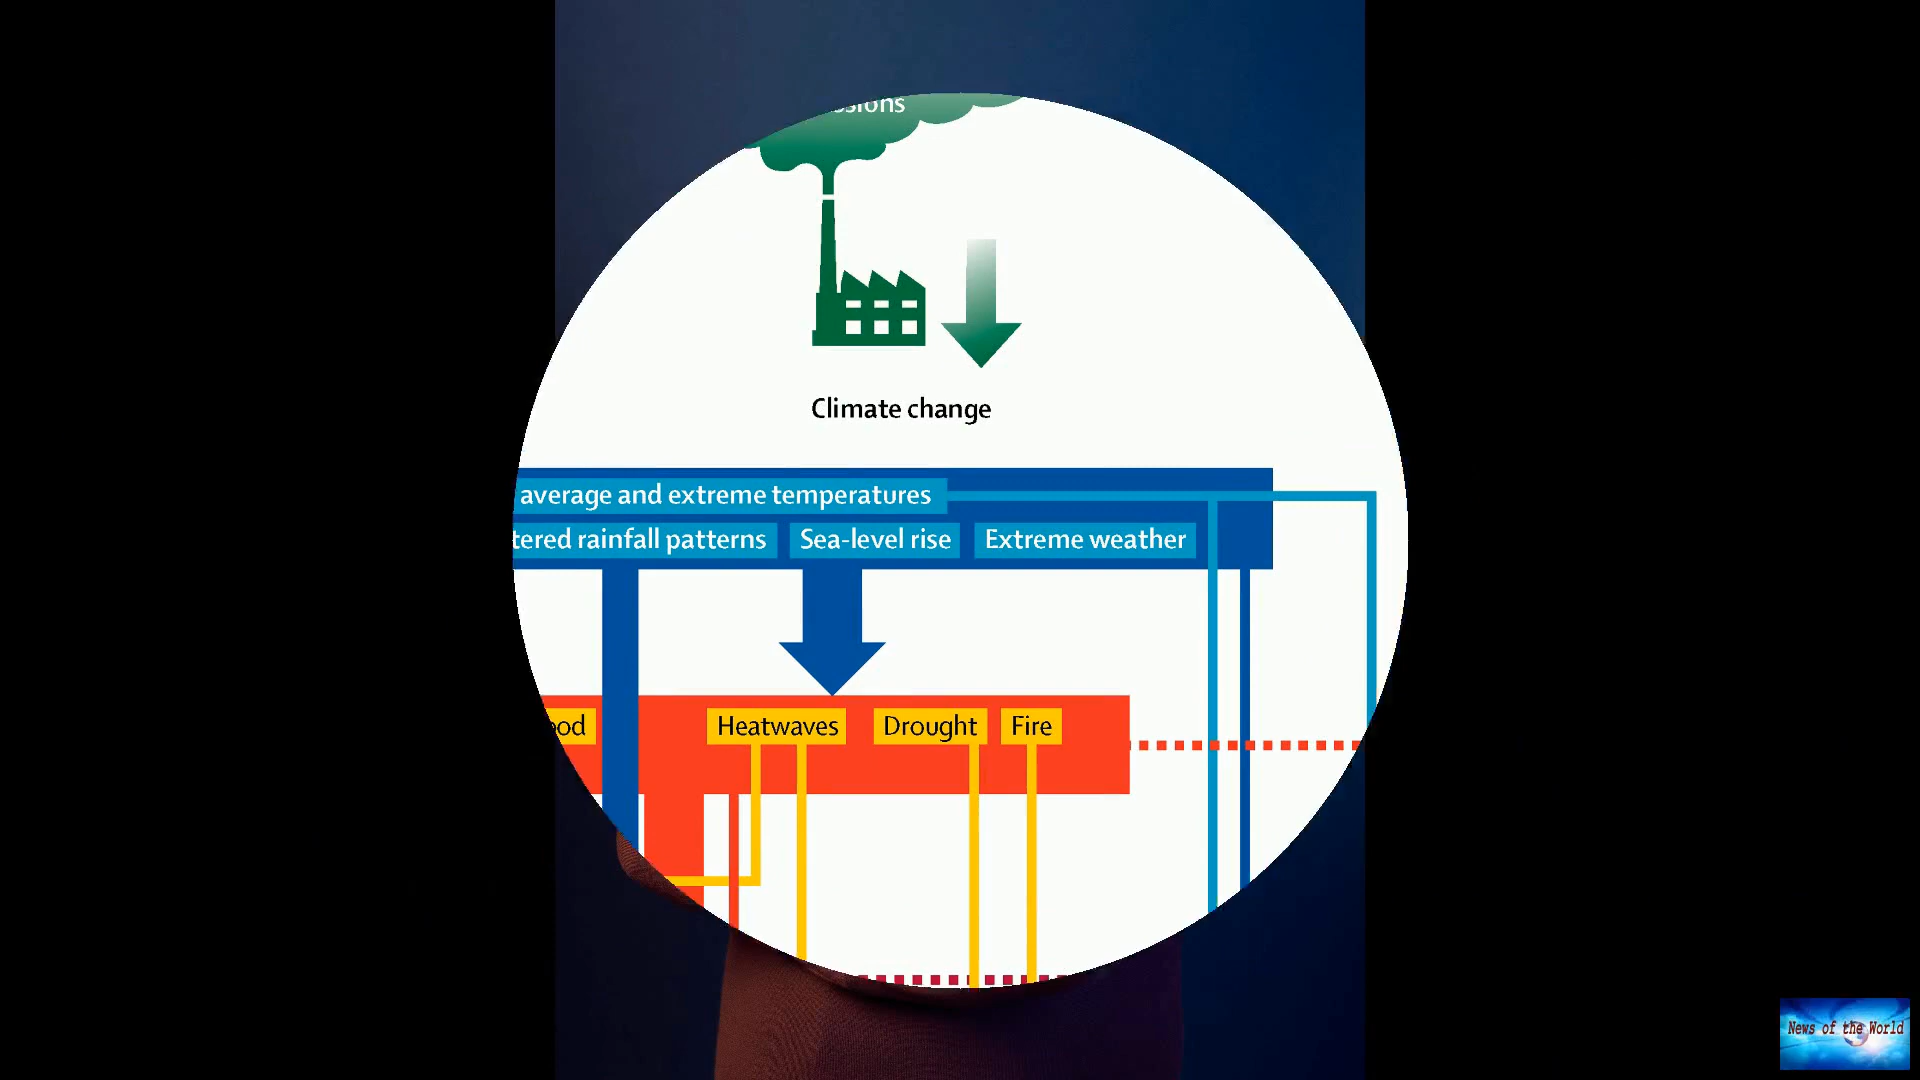 Climate change
average and extreme temperatures
rainfall patterns
Sea-level rise
Extreme weather
Heatwaves
Drought
Fire
News of the World